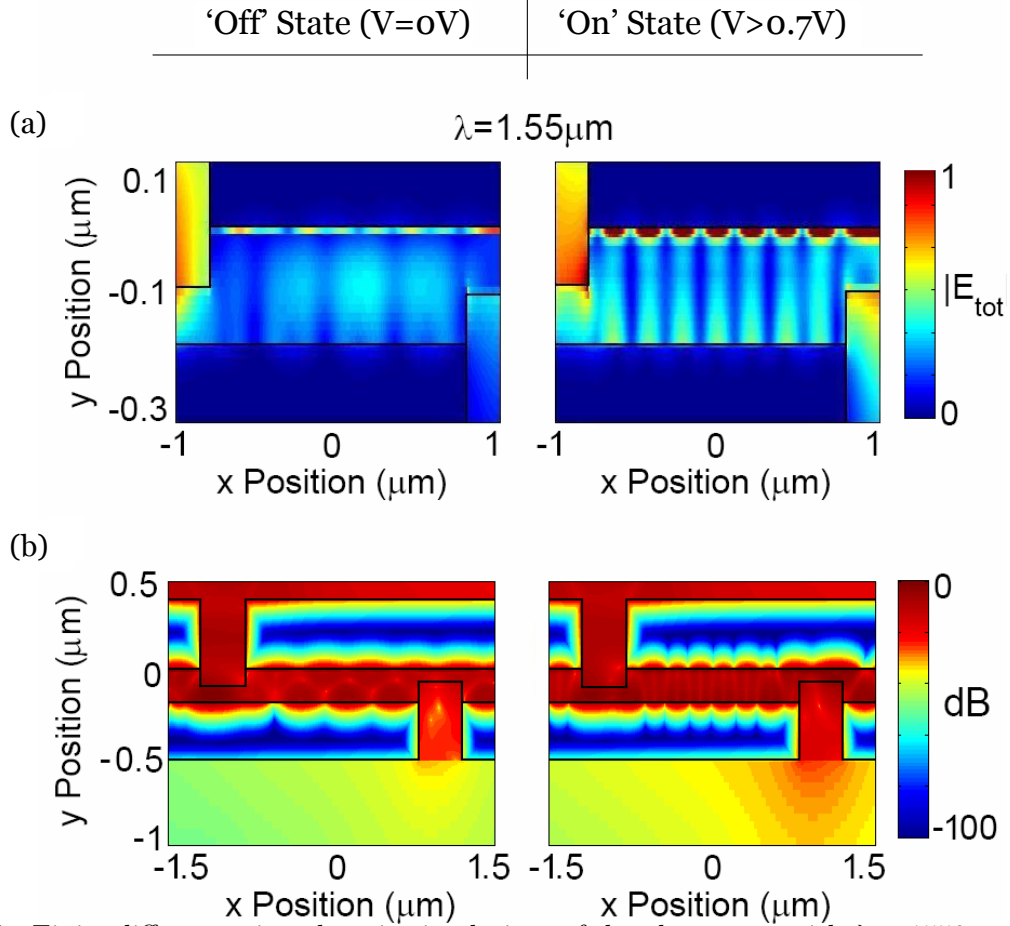 ‘Off’ State (V=0V)
‘On’ State (V>0.7V)
(a)
λ=1.55μm
0.1
-0.1
-0.3
y Position (μm)
-1 0 1
x Position (μm)
-1 0 1
x Position (μm)
1
|E_tot|
0
(b)
0.5
0
-0.5
-1
y Position (μm)
-1.5 0 1.5
x Position (μm)
-1.5 0 1.5
x Position (μm)
0
dB
-100